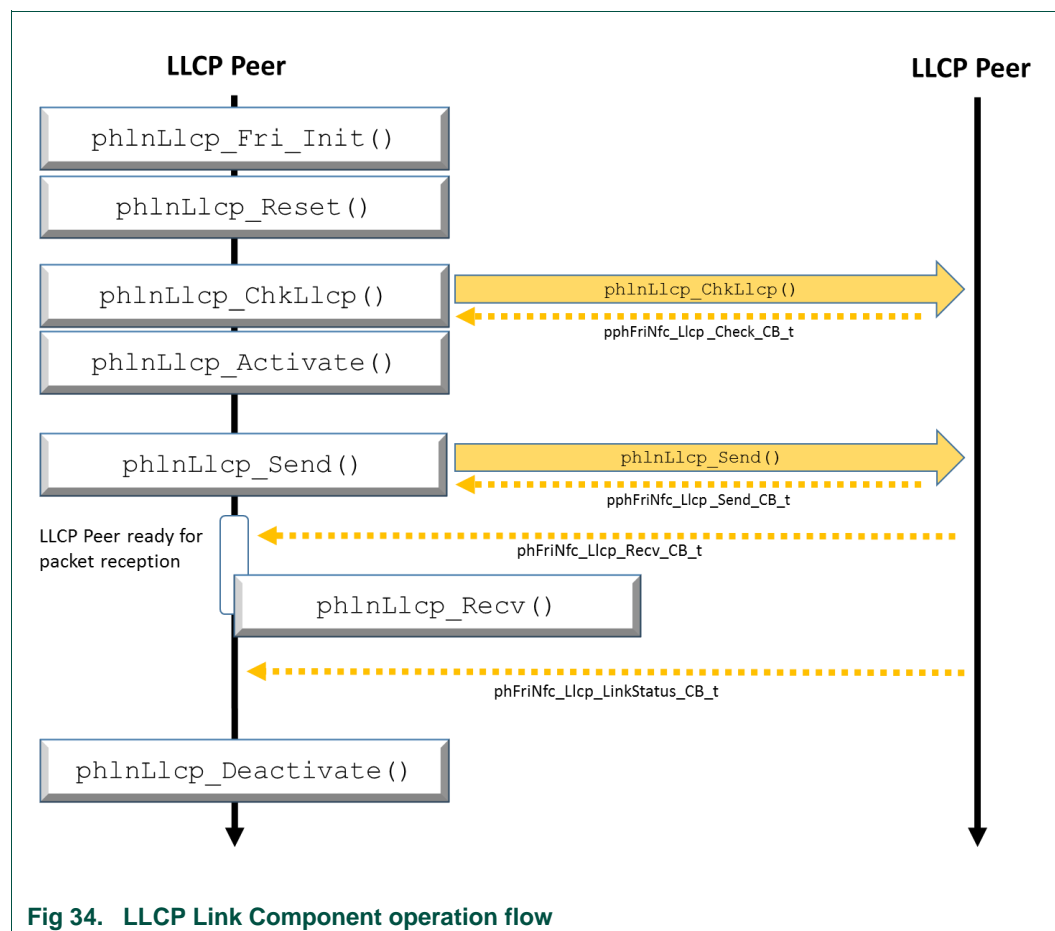 LLCP Peer
LLCP Peer
phlnLlcp_Fri_Init()
phlnLlcp_Reset()
phlnLlcp_ChkLlcp()
phlnLlcp_ChkLlcp()
pphFriNfc_Llcp_Check_CB_t
phlnLlcp_Activate()
phlnLlcp_Send()
phlnLlcp_Send()
pphFriNfc_Llcp_Send_CB_t
LLCP Peer ready for
packet reception
phFriNfc_Llcp_Recv_CB_t
phlnLlcp_Recv()
phFriNfc_Llcp_LinkStatus_CB_t
phlnLlcp_Deactivate()
Fig 34. LLCP Link Component operation flow